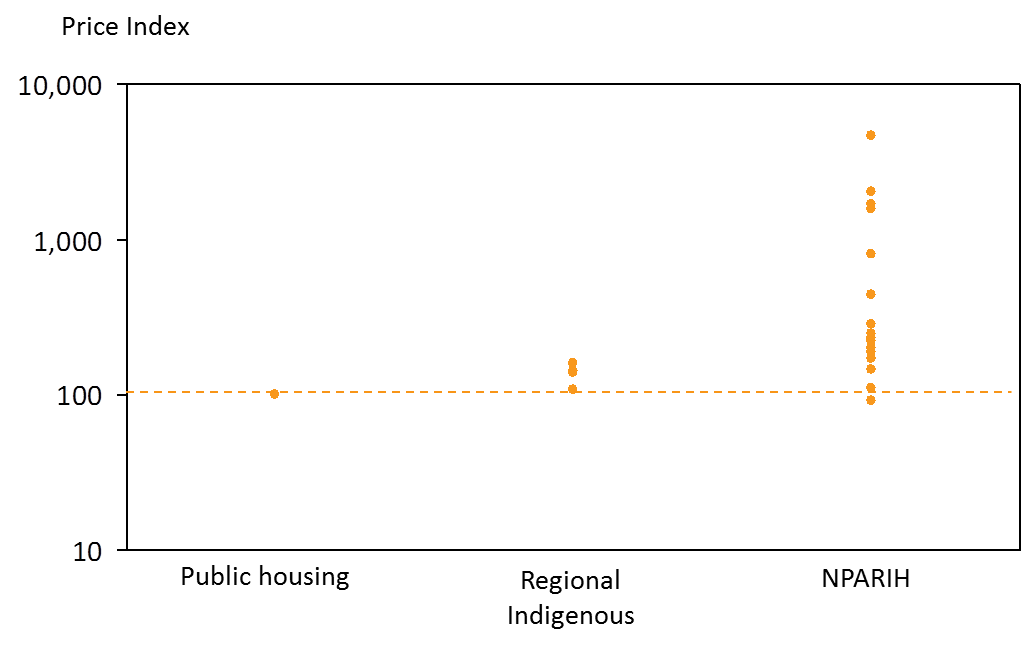 Price Index
10,000
1,000
100
10
Public housing
Regional
Indigenous
NPARIH